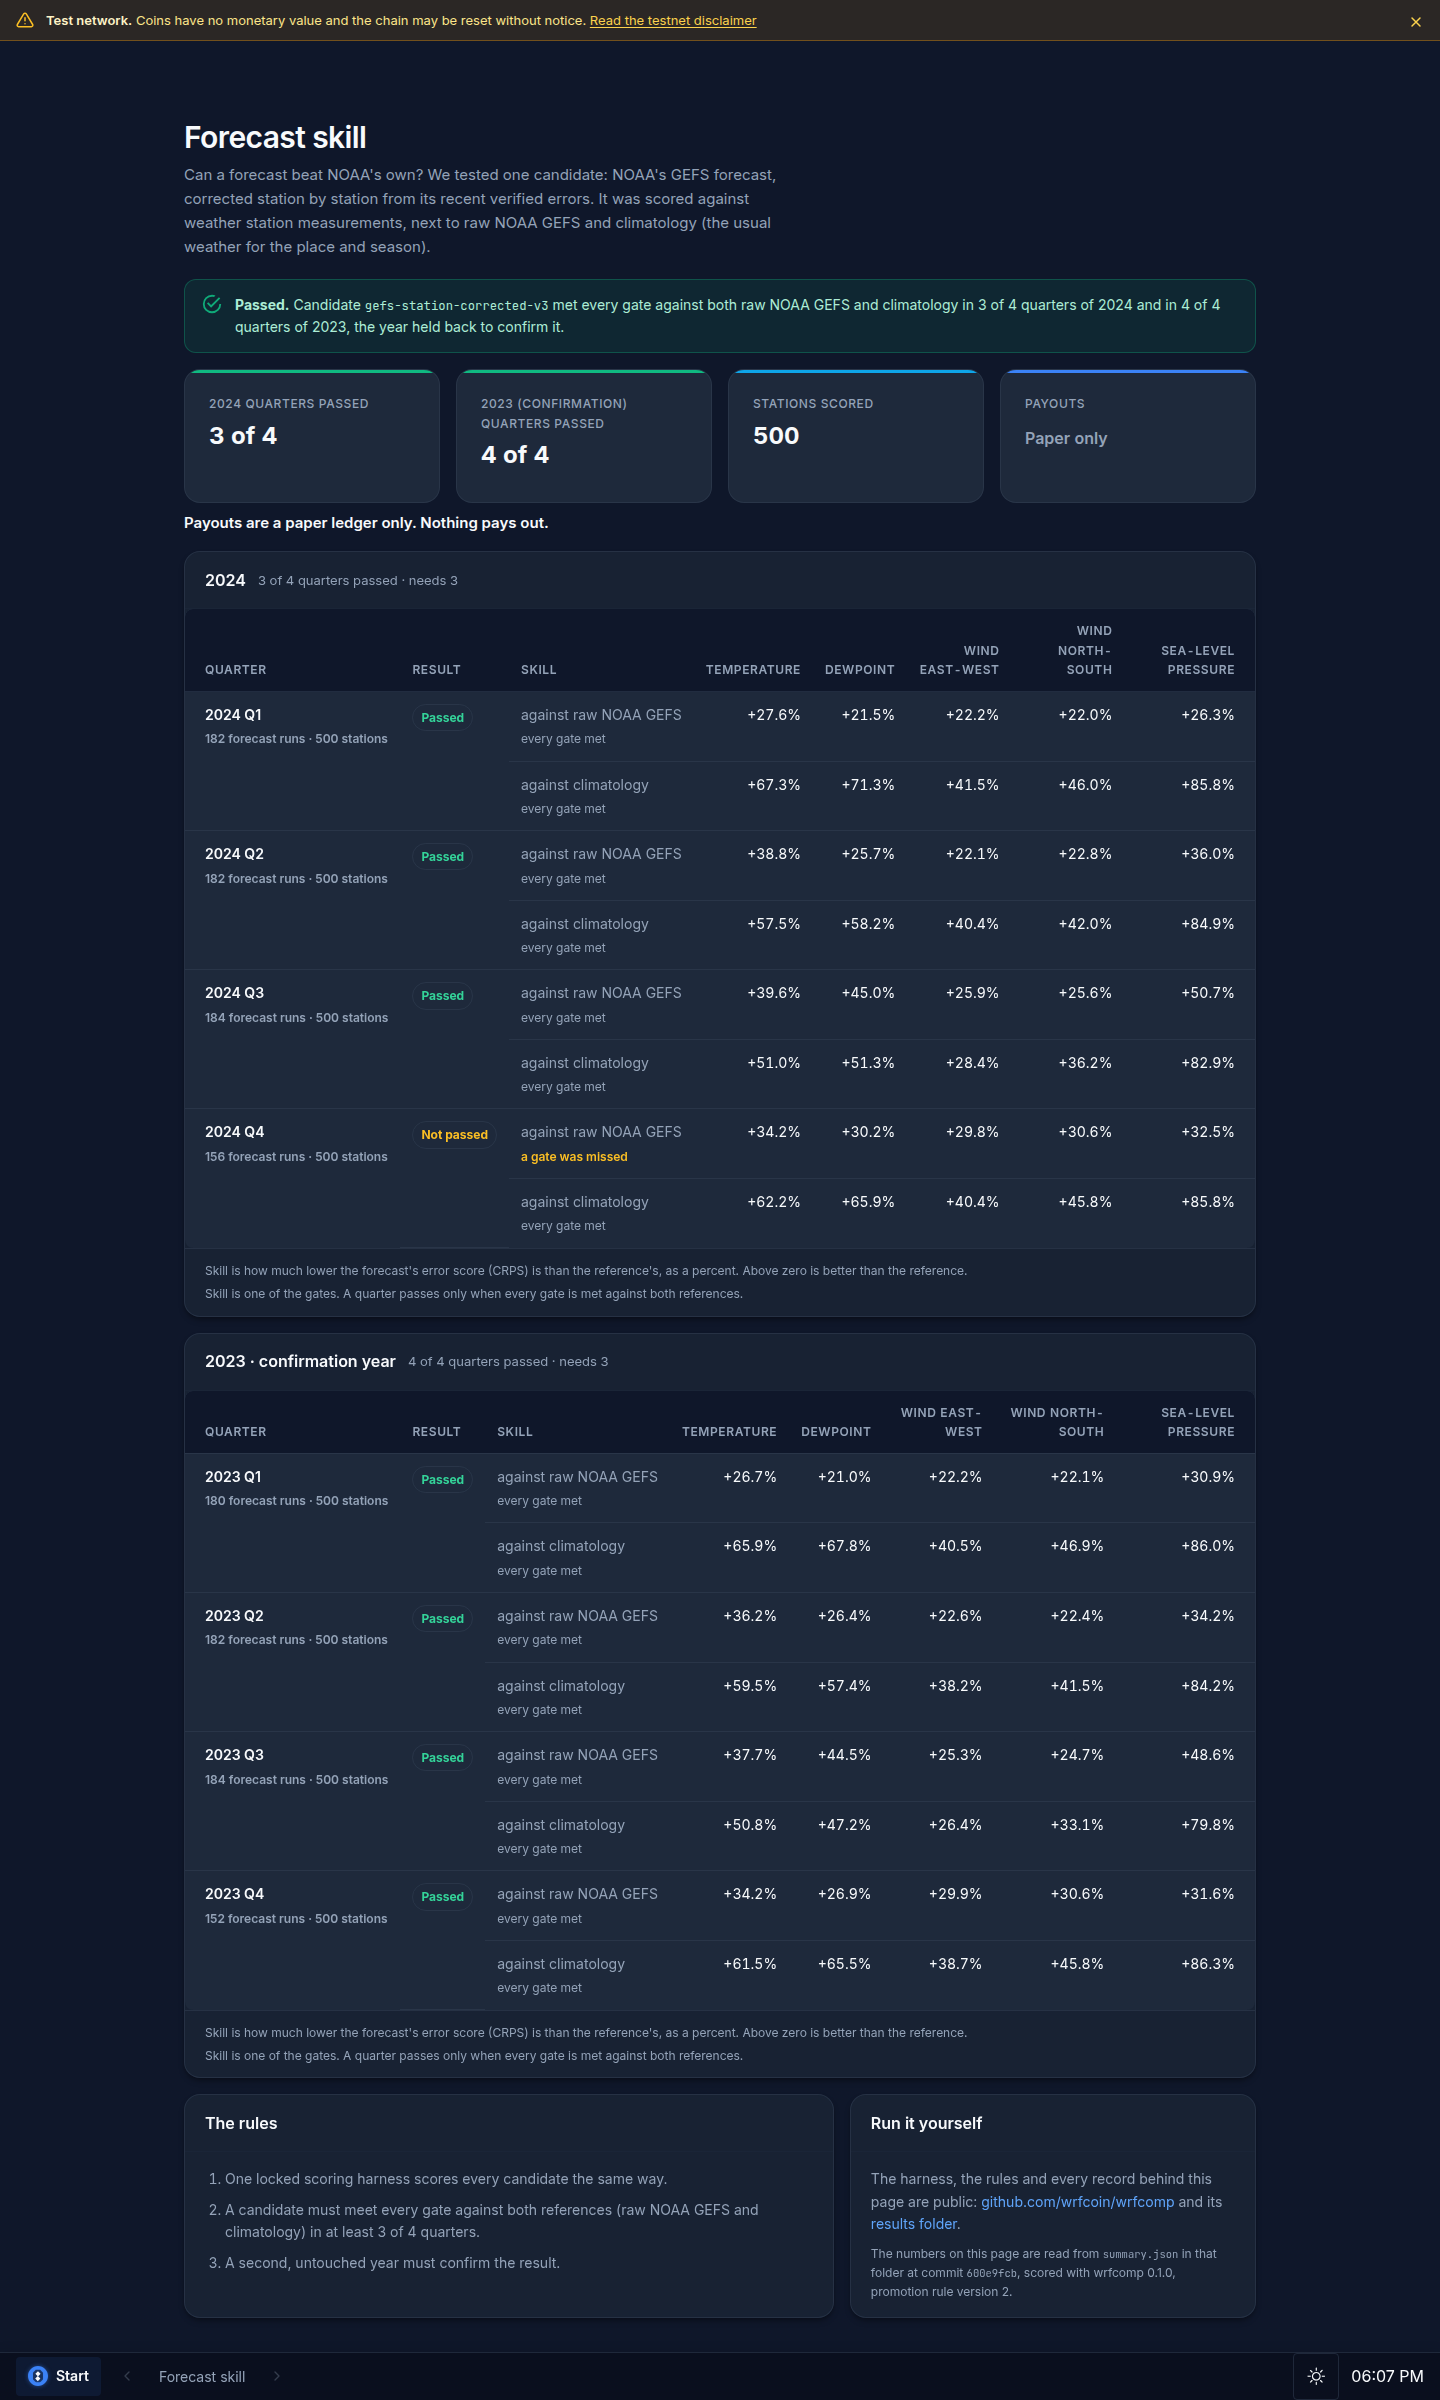 Test network. Coins have no monetary value and the chain may be reset without notice. Read the testnet disclaimer
Forecast skill
Can a forecast beat NOAA's own? We tested one candidate: NOAA's GEFS forecast,
corrected station by station from its recent verified errors. It was scored against
weather station measurements, next to raw NOAA GEFS and climatology (the usual
weather for the place and season).
Passed. Candidate gefs-station-corrected-v3 met every gate against both raw NOAA GEFS and climatology in 3 of 4 quarters of 2024 and in 4 of 4
quarters of 2023, the year held back to confirm it.
2024 QUARTERS PASSED
3 of 4
2023 (CONFIRMATION)
QUARTERS PASSED
4 of 4
STATIONS SCORED
500
PAYOUTS
Paper only
Payouts are a paper ledger only. Nothing pays out.
2024 3 of 4 quarters passed · needs 3
QUARTER RESULT SKILL TEMPERATURE DEWPOINT WIND EAST-WEST WIND NORTH-SOUTH SEA-LEVEL PRESSURE
2024 Q1 Passed against raw NOAA GEFS +27.6% +21.5% +22.2% +22.0% +26.3%
182 forecast runs · 500 stations every gate met
against climatology +67.3% +71.3% +41.5% +46.0% +85.8%
every gate met
2024 Q2 Passed against raw NOAA GEFS +38.8% +25.7% +22.1% +22.8% +36.0%
182 forecast runs · 500 stations every gate met
against climatology +57.5% +58.2% +40.4% +42.0% +84.9%
every gate met
2024 Q3 Passed against raw NOAA GEFS +39.6% +45.0% +25.9% +25.6% +50.7%
184 forecast runs · 500 stations every gate met
against climatology +51.0% +51.3% +28.4% +36.2% +82.9%
every gate met
2024 Q4 Not passed against raw NOAA GEFS +34.2% +30.2% +29.8% +30.6% +32.5%
156 forecast runs · 500 stations a gate was missed
against climatology +62.2% +65.9% +40.4% +45.8% +85.8%
every gate met
Skill is how much lower the forecast's error score (CRPS) is than the reference's, as a percent. Above zero is better than the reference.
Skill is one of the gates. A quarter passes only when every gate is met against both references.
2023 · confirmation year 4 of 4 quarters passed · needs 3
QUARTER RESULT SKILL TEMPERATURE DEWPOINT WIND EAST-WEST WIND NORTH-SOUTH SEA-LEVEL PRESSURE
2023 Q1 Passed against raw NOAA GEFS +26.7% +21.0% +22.2% +22.1% +30.9%
180 forecast runs · 500 stations every gate met
against climatology +65.9% +67.8% +40.5% +46.9% +86.0%
every gate met
2023 Q2 Passed against raw NOAA GEFS +36.2% +26.4% +22.6% +22.4% +34.2%
182 forecast runs · 500 stations every gate met
against climatology +59.5% +57.4% +38.2% +41.5% +84.2%
every gate met
2023 Q3 Passed against raw NOAA GEFS +37.7% +44.5% +25.3% +24.7% +48.6%
184 forecast runs · 500 stations every gate met
against climatology +50.8% +47.2% +26.4% +33.1% +79.8%
every gate met
2023 Q4 Passed against raw NOAA GEFS +34.2% +26.9% +29.9% +30.6% +31.6%
152 forecast runs · 500 stations every gate met
against climatology +61.5% +65.5% +38.7% +45.8% +86.3%
every gate met
Skill is how much lower the forecast's error score (CRPS) is than the reference's, as a percent. Above zero is better than the reference.
Skill is one of the gates. A quarter passes only when every gate is met against both references.
The rules
1. One locked scoring harness scores every candidate the same way.
2. A candidate must meet every gate against both references (raw NOAA GEFS and
climatology) in at least 3 of 4 quarters.
3. A second, untouched year must confirm the result.
Run it yourself
The harness, the rules and every record behind this
page are public: github.com/wrfcoin/wrfcomp and its
results folder.
The numbers on this page are read from summary.json in that
folder at commit 600e9fcb, scored with wrfcomp 0.1.0,
promotion rule version 2.
Start Forecast skill 06:07 PM